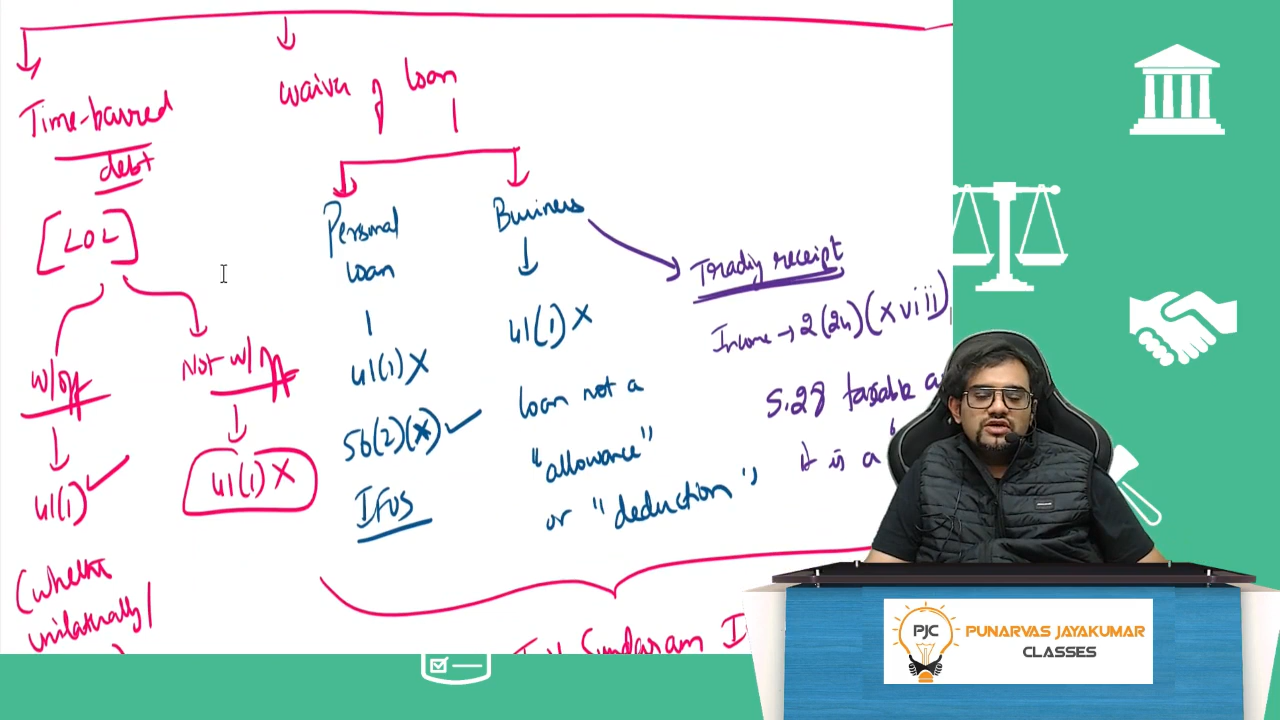 Time-barred
debt
[LOL]
w/off
41(1)
(whether
unilaterally/
Not w/off
41(1) X
waiver of loan
Personal
loan
41(1) X
56(2)(x)
IFOS
Business
41(1) X
loan not a
"allowance"
or "deduction"
Trading receipt
Income → 2(24)(xviii)
S.28 taxable
it is a
Sundaram
PJC
PUNARVAS JAYAKUMAR
CLASSES